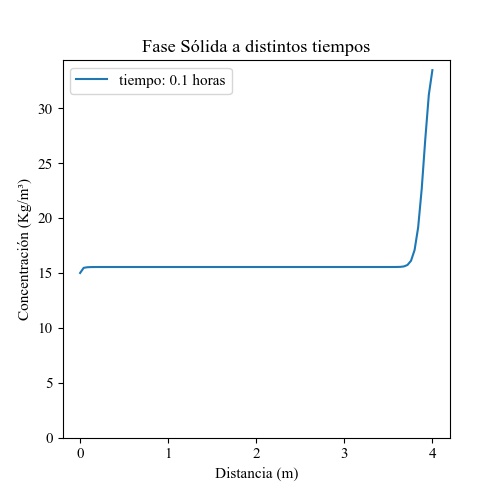 Fase Sólida a distintos tiempos
tiempo: 0.1 horas
Concentración (Kg/m³)
30
25
20
15
10
5
0
0 1 2 3 4
Distancia (m)